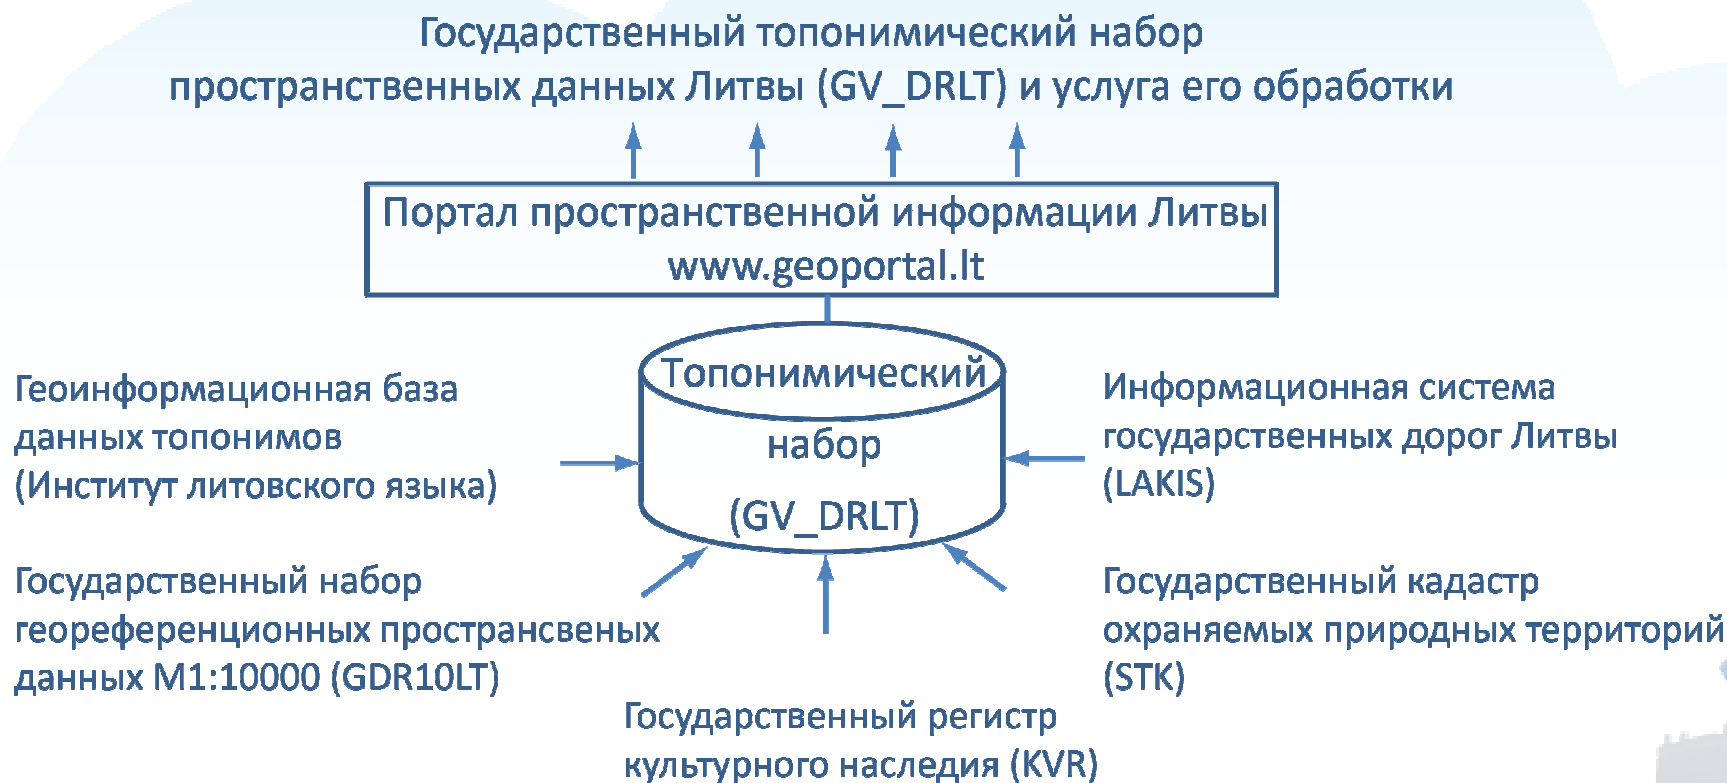 Государственный топонимический набор
пространственных данных Литвы (GV_DRLT) и услуга его обработки
Портал пространственной информации Литвы
www.geoportal.lt
Топонимический
набор
(GV_DRLT)
Геоинформационная база
данных топонимов
(Институт литовского языка)
Информационная система
государственных дорог Литвы
(LAKIS)
Государственный набор
геореференционных пространсвеных
данных М1:10000 (GDR10LT)
Государственный кадастр
охраняемых природных территорий
(STK)
Государственный регистр
культурного наследия (KVR)